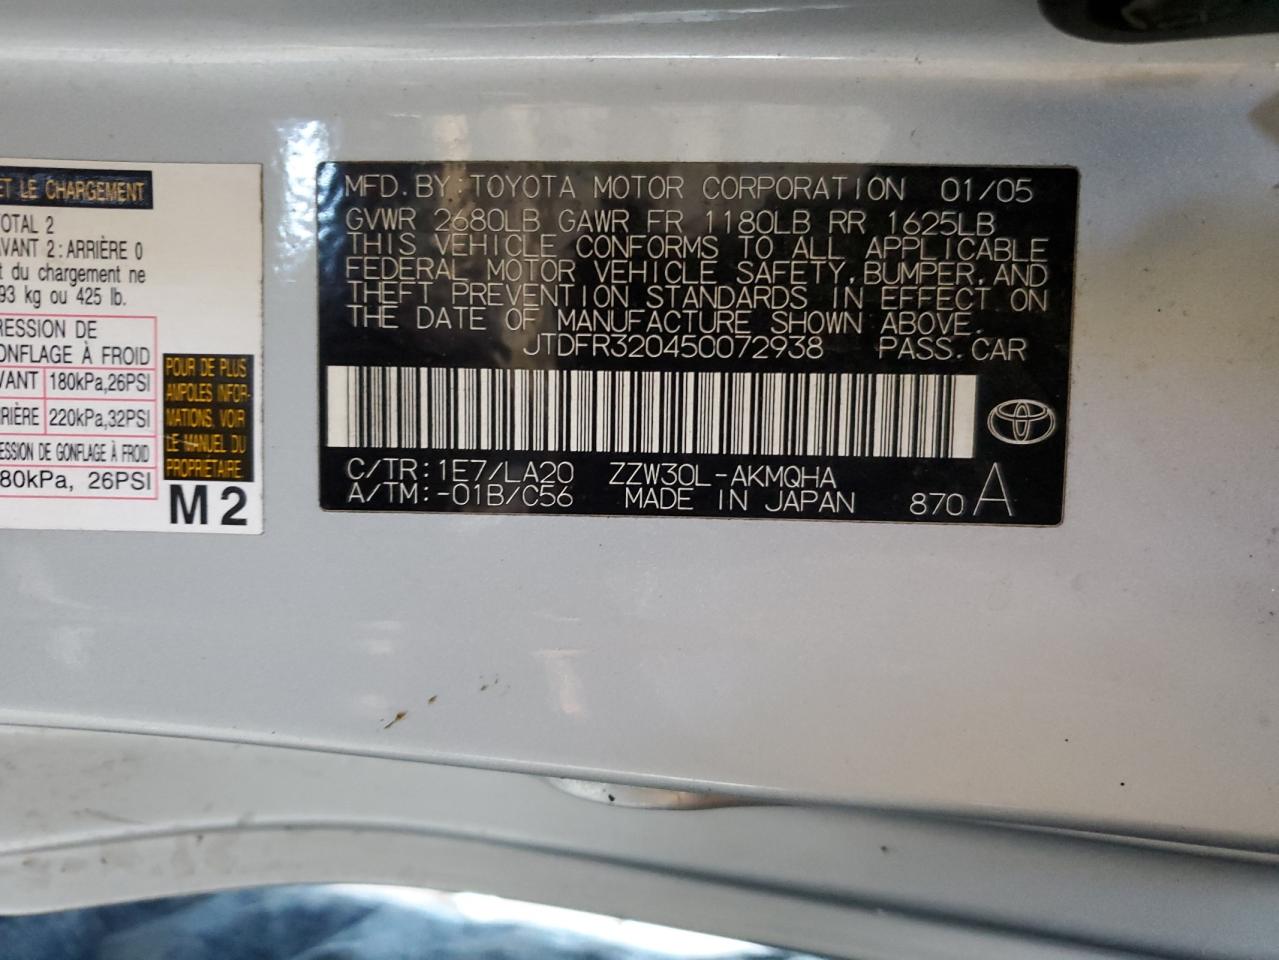 ET LE CHARGEMENT
TOTAL 2
AVANT 2: ARRIÈRE 0
t du chargement ne
93 kg ou 425 lb.
RESSION DE
ONFLAGE À FROID
VANT 180kPa,26PSI
RIÈRE 220kPa,32PSI
ESSION DE GONFLAGE À FROID
80kPa, 26PSI
POUR DE PLUS
AMPLES INFOR-
MATIONS, VOIR
LE MANUEL DU
PROPRIETAIRE
M2
MFD. BY: TOYOTA MOTOR CORPORATION 01/05
GVWR 2680LB GAWR FR 1180LB RR 1625LB
THIS VEHICLE CONFORMS TO ALL APPLICABLE
FEDERAL MOTOR VEHICLE SAFETY, BUMPER, AND
THEFT PREVENTION STANDARDS IN EFFECT ON
THE DATE OF MANUFACTURE SHOWN ABOVE.
JTDFR320450072938 PASS. CAR
C/TR: 1E7/LA20 ZZW30L-AKMQHA
A/TM: -01B/C56 MADE IN JAPAN 870 A